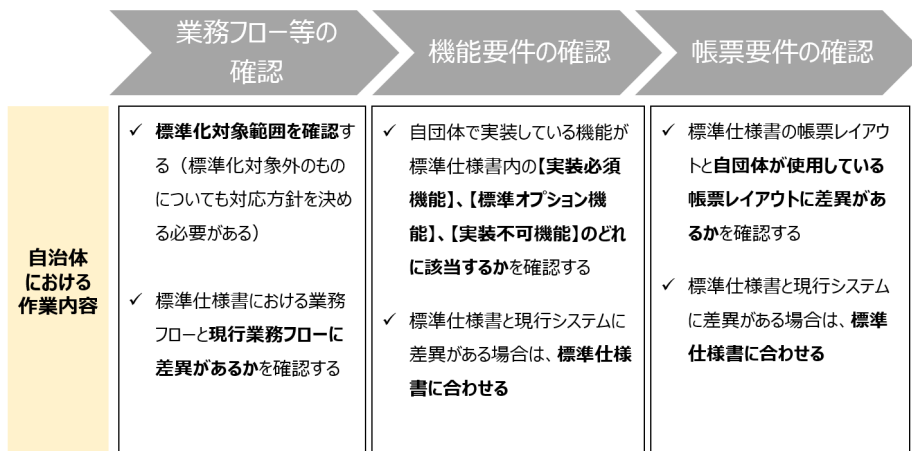 業務フロー等の
確認
機能要件の確認
帳票要件の確認
自治体
における
作業内容
✓ 標準化対象範囲を確認す
る（標準化対象外のもの
についても対応方針を決め
る必要がある）
✓ 標準仕様書における業務
フローと現行業務フローに
差異があるかを確認する
✓ 自団体で実装している機能が
標準仕様書内の【実装必須
機能】、【標準オプション機
能】、【実装不可機能】のどれ
に該当するかを確認する
✓ 標準仕様書と現行システムに
差異がある場合は、標準仕様
書に合わせる
✓ 標準仕様書の帳票レイアウ
トと自団体が使用している
帳票レイアウトに差異があ
るかを確認する
✓ 標準仕様書と現行システム
に差異がある場合は、標準
仕様書に合わせる